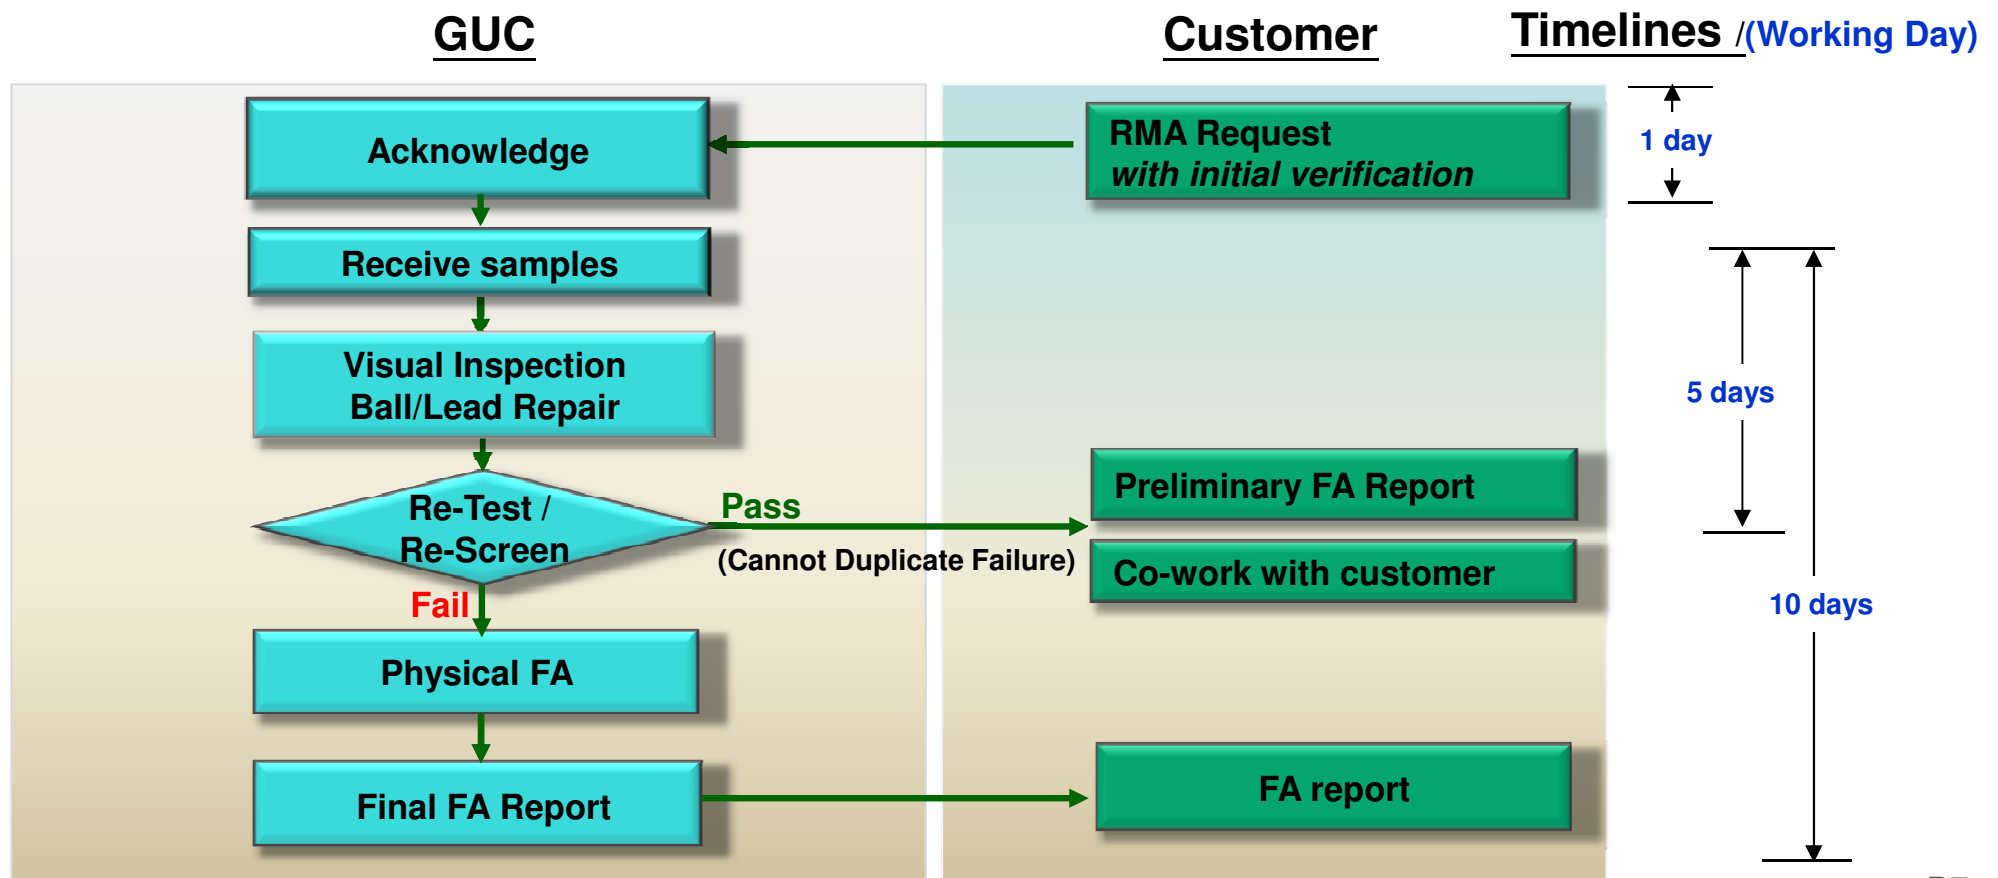 GUC
Customer
Timelines /(Working Day)
Acknowledge
RMA Request
with initial verification
1 day
Receive samples
Visual Inspection
Ball/Lead Repair
5 days
Re-Test /
Re-Screen
Pass
(Cannot Duplicate Failure)
Preliminary FA Report
Co-work with customer
10 days
Fail
Physical FA
Final FA Report
FA report